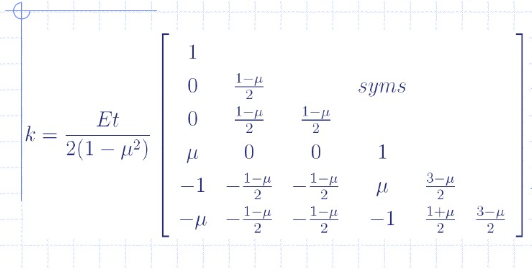 k = \frac{Et}{2(1-\mu^2)} \begin{bmatrix} 1 & & & & & \\ 0 & \frac{1-\mu}{2} & & syms & & \\ 0 & \frac{1-\mu}{2} & \frac{1-\mu}{2} & & & \\ \mu & 0 & 0 & 1 & & \\ -1 & -\frac{1-\mu}{2} & -\frac{1-\mu}{2} & \mu & \frac{3-\mu}{2} & \\ -\mu & -\frac{1-\mu}{2} & -\frac{1-\mu}{2} & -1 & \frac{1+\mu}{2} & \frac{3-\mu}{2} \end{bmatrix}